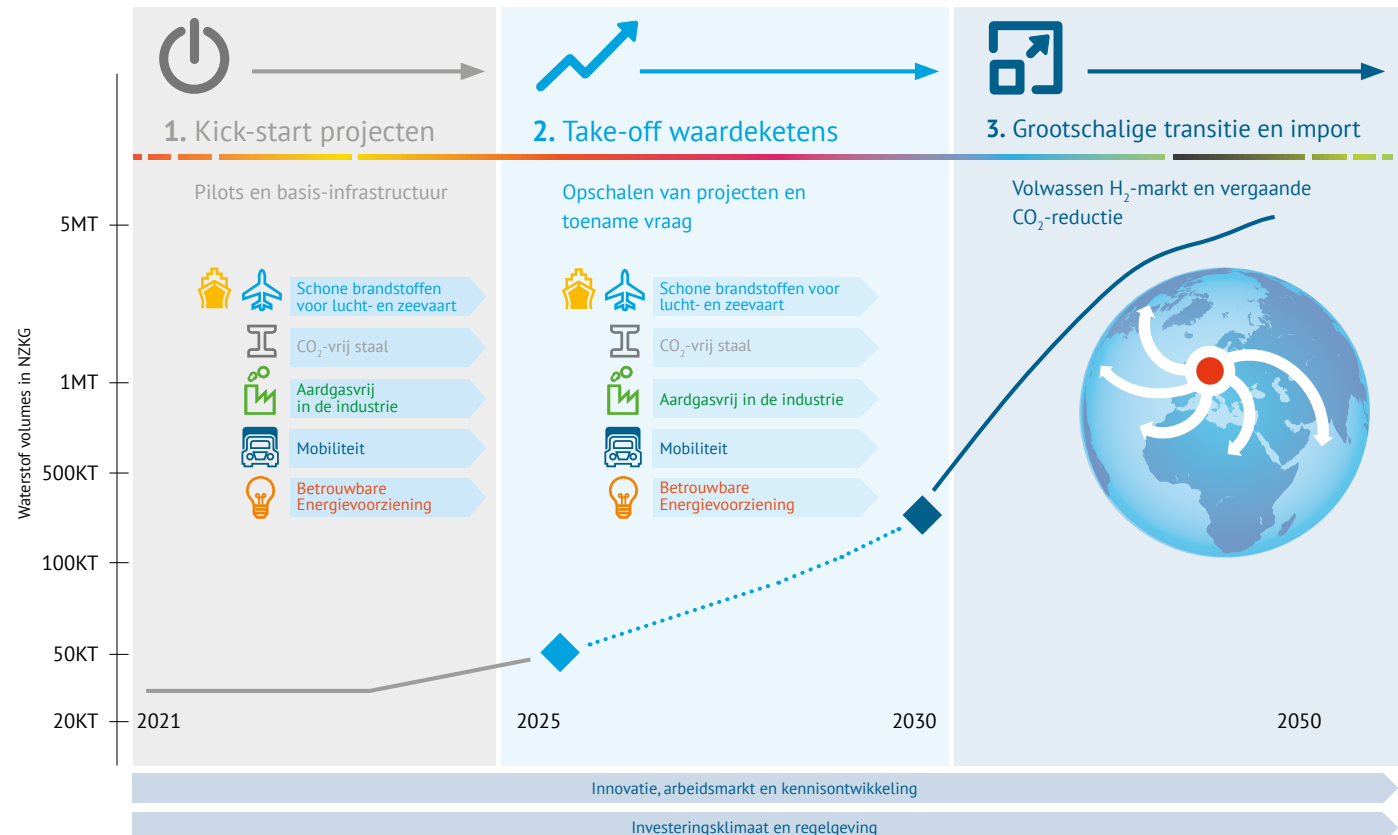 1. Kick-start projecten
Pilots en basis-infrastructuur
Schone brandstoffen
voor lucht- en zeevaart
CO₂-vrij staal
Aardgasvrij
in de industrie
Mobiliteit
Betrouwbare
Energievoorziening
2. Take-off waardeketens
Opschalen van projecten en
toename vraag
Schone brandstoffen voor
lucht- en zeevaart
CO₂-vrij staal
Aardgasvrij in de industrie
Mobiliteit
Betrouwbare
Energievoorziening
3. Grootschalige transitie en import
Volwassen H₂-markt en vergaande
CO₂-reductie
Waterstof volumes in NZKG
5MT
1MT
500KT
100KT
50KT
20KT
2021
2025
2030
2050
Innovatie, arbeidsmarkt en kennisontwikkeling
Investeringsklimaat en regelgeving